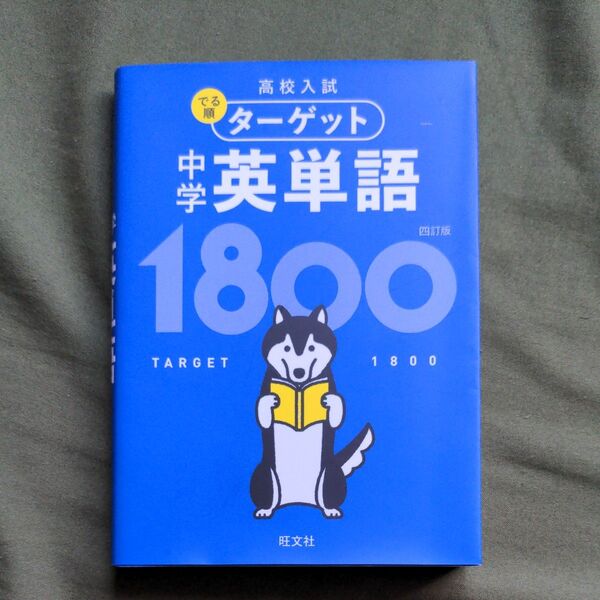 高校入試
でる
順
ターゲット
中学
英単語
1800
四訂版
TARGET 1800
旺文社